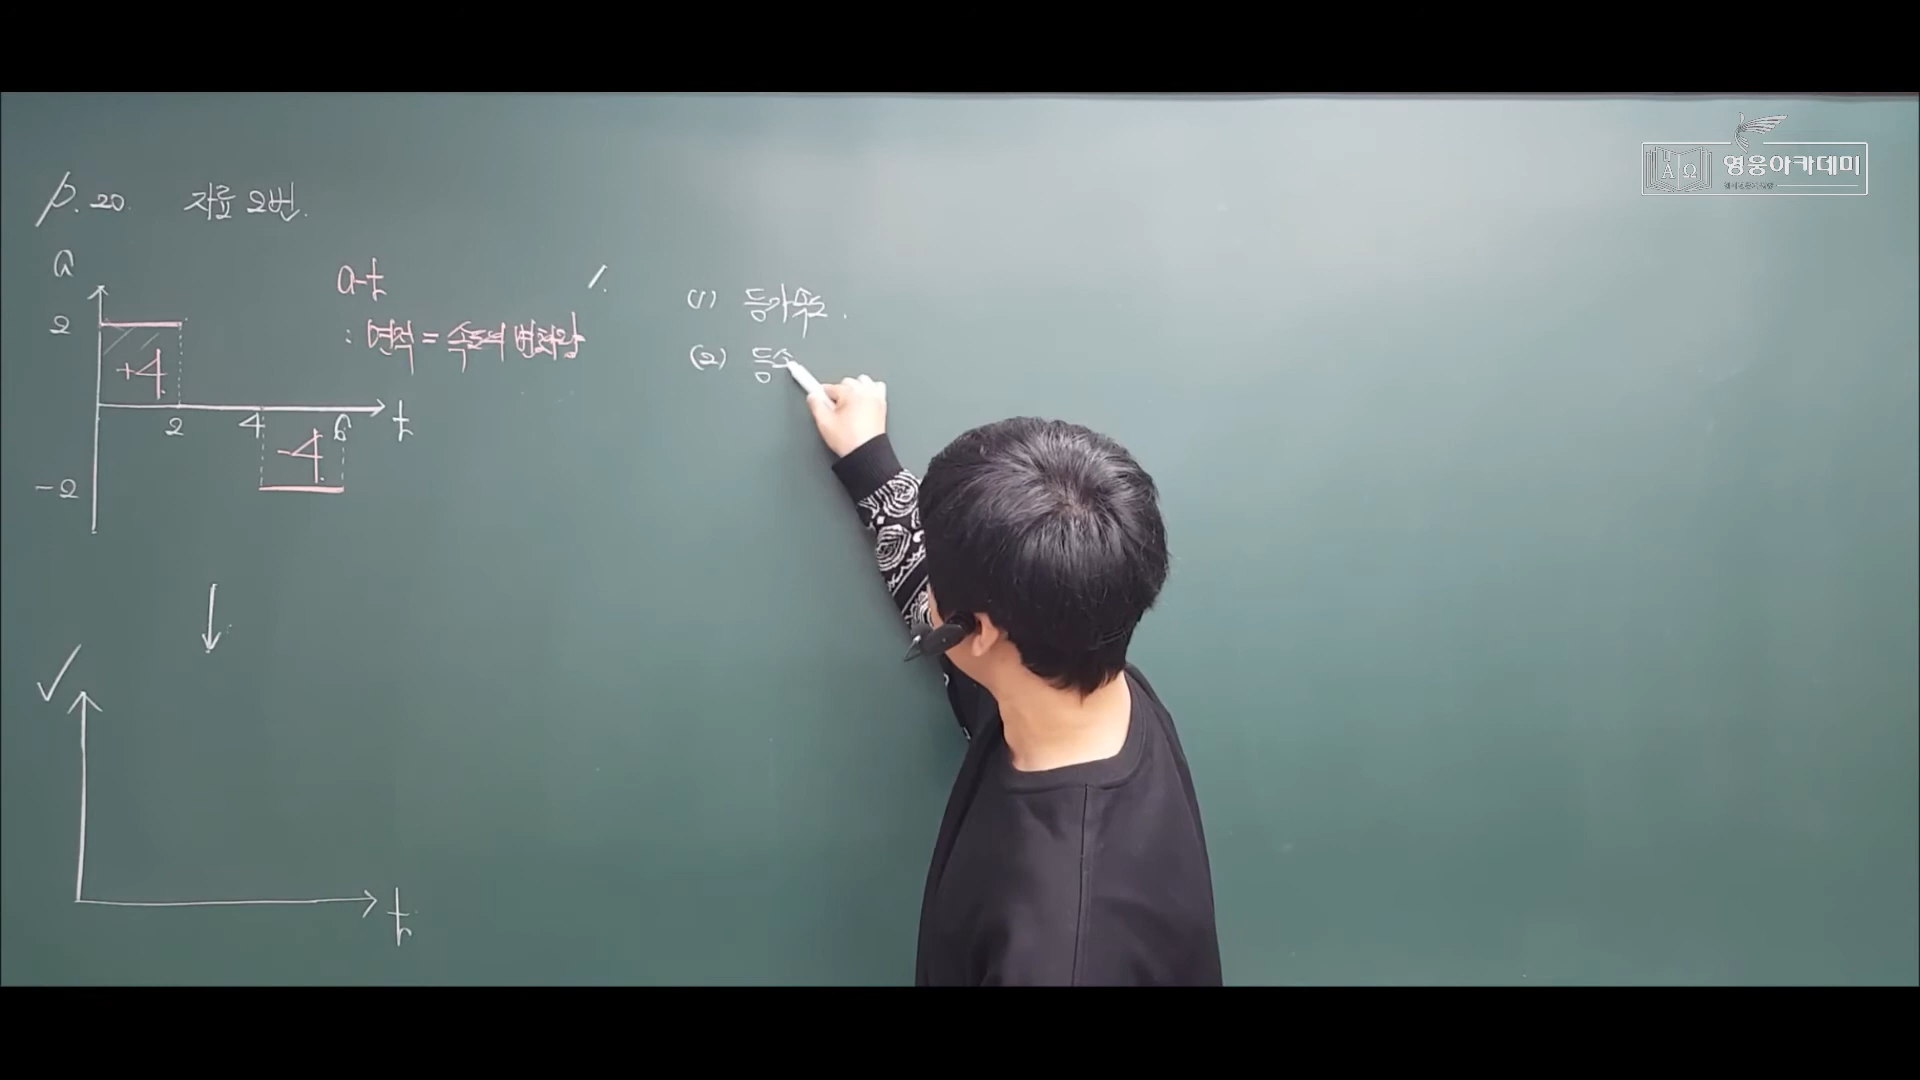 p.20. 자료 2번.
a
a-t
: 면적 = 속도의 변화량
2
+4
2
4
6
t
-4
-2
v
t
1.
(1) 등가속도.
(2) 등속
영웅아카데미
A Ω